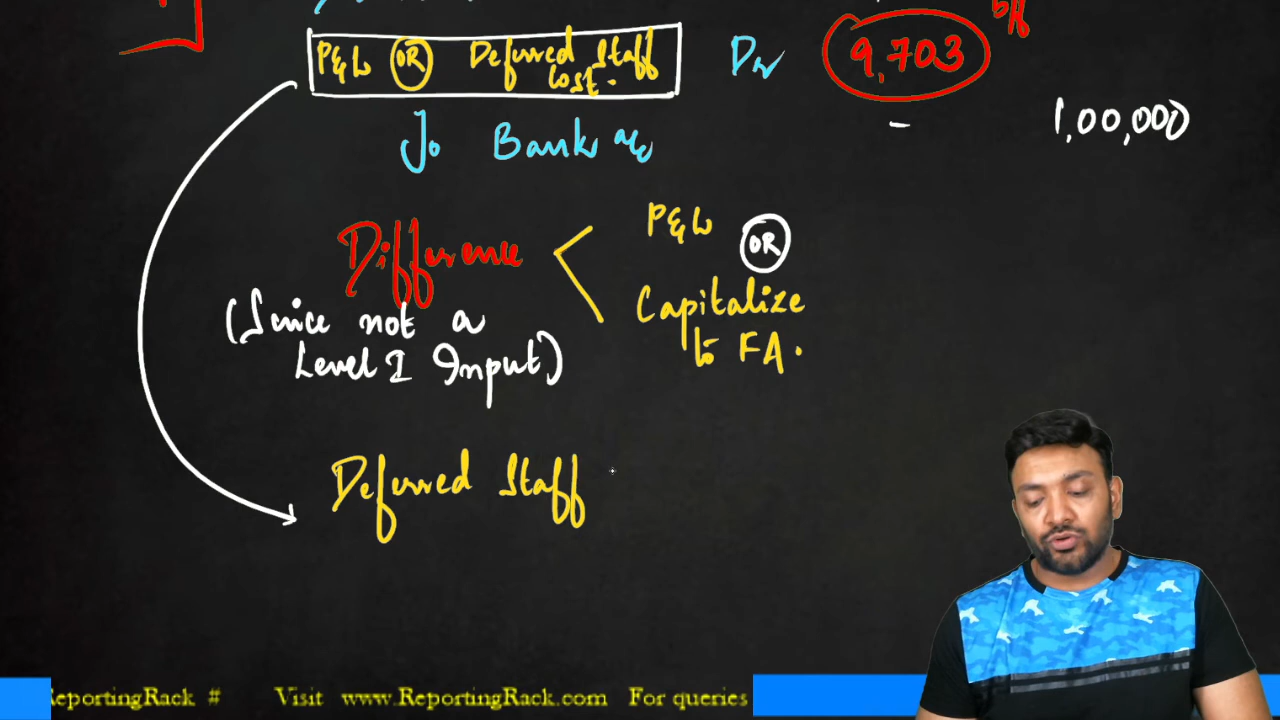 P&L OR Deferred Staff Cost. Dr 9,703 b/f
To Bank a/c - 1,00,000
Difference P&L OR Capitalize to FA.
(Since not a
Level 1 Input)
Deferred Staff
ReportingRack # Visit www.ReportingRack.com For queries